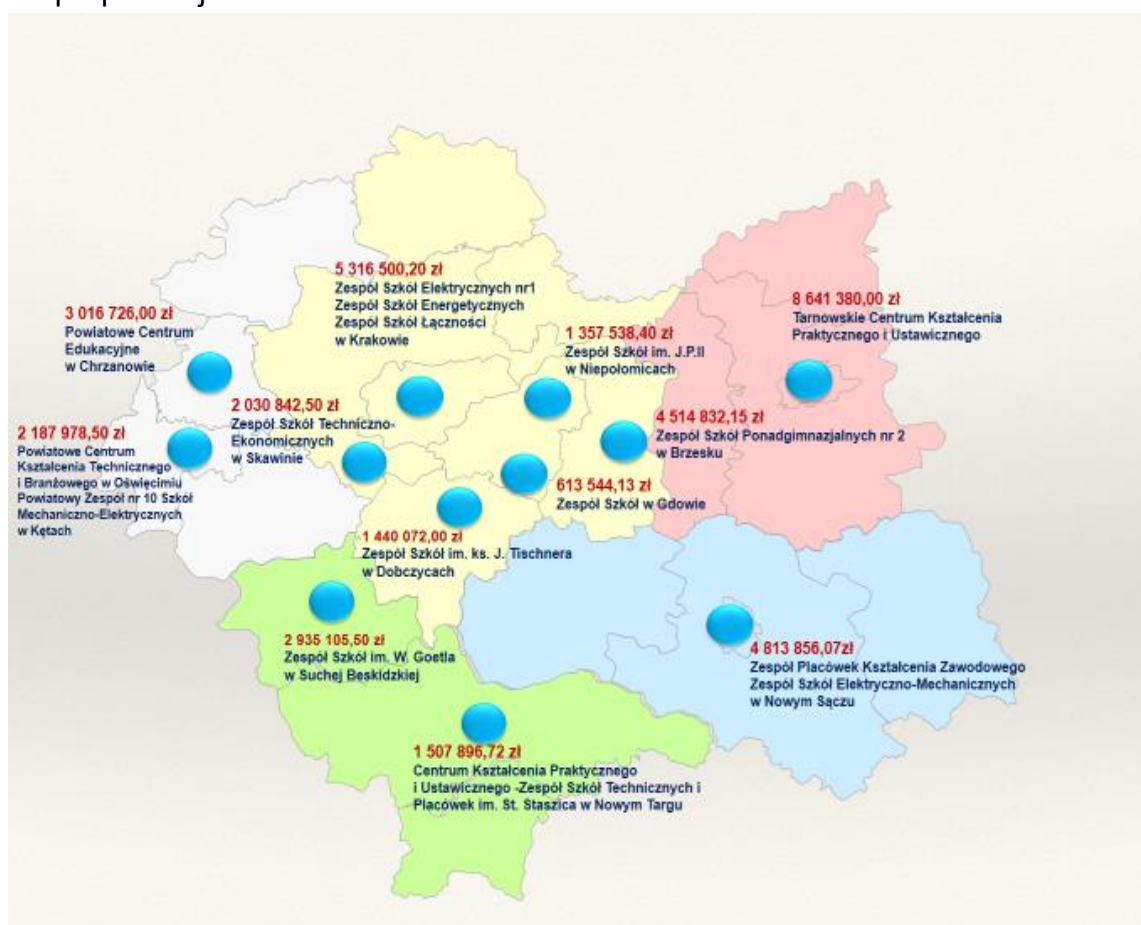 5 316 500,20 zł
Zespół Szkół Elektrycznych nr1
Zespół Szkół Energetycznych
Zespół Szkół Łączności
w Krakowie
8 641 380,00 zł
Tarnowskie Centrum Kształcenia
Praktycznego i Ustawicznego
3 016 726,00 zł
Powiatowe Centrum
Edukacyjne
w Chrzanowie
1 357 538,40 zł
Zespół Szkół im. J.P.II
w Niepołomicach
2 030 842,50 zł
Zespół Szkół Techniczno-
Ekonomicznych
w Skawinie
4 514 832,15 zł
Zespół Szkół Ponadgimnazjalnych nr 2
w Brzesku
2 187 978,50 zł
Powiatowe Centrum
Kształcenia Technicznego
i Branżowego w Oświęcimiu
Powiatowy Zespół nr 10 Szkół
Mechaniczno-Elektrycznych
w Kętach
613 544,13 zł
Zespół Szkół w Gdowie
1 440 072,00 zł
Zespół Szkół im. ks. J. Tischnera
w Dobczycach
2 935 105,50 zł
Zespół Szkół im. W. Goetla
w Suchej Beskidzkiej
4 813 856,07zł
Zespół Placówek Kształcenia Zawodowego
Zespół Szkół Elektryczno-Mechanicznych
w Nowym Sączu
1 507 896,72 zł
Centrum Kształcenia Praktycznego
i Ustawicznego -Zespół Szkół Technicznych i
Placówek im. St. Staszica w Nowym Targu